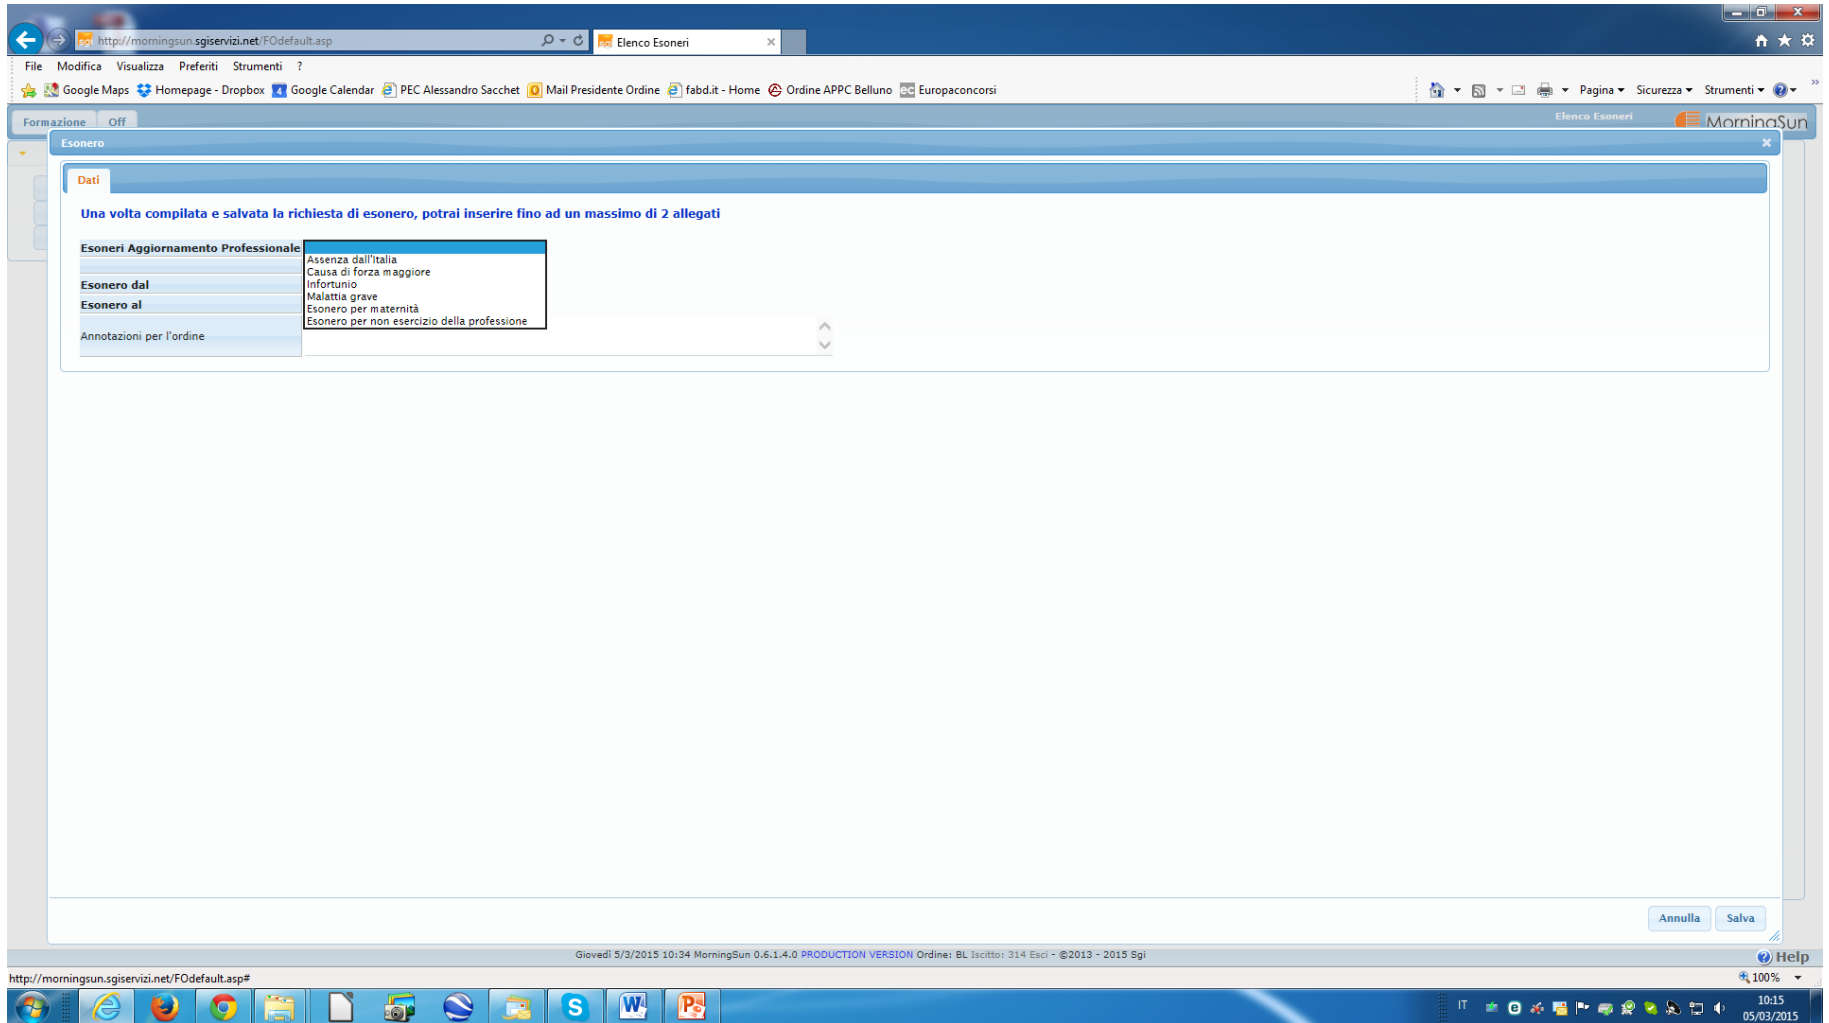 http://morningsun.sgiservizi.net/FOdefault.asp
Elenco Esoneri
File Modifica Visualizza Preferiti Strumenti ?
Google Maps Homepage - Dropbox Google Calendar PEC Alessandro Sacchet Mail Presidente Ordine fabd.it - Home Ordine APPC Belluno Europaconcorsi Pagina Sicurezza Strumenti
Formazione Off Elenco Esoneri MorningSun
Esonero
Dati
Una volta compilata e salvata la richiesta di esonero, potrai inserire fino ad un massimo di 2 allegati
Esoneri Aggiornamento Professionale
Assenza dall'Italia
Causa di forza maggiore
Infortunio
Malattia grave
Esonero per maternità
Esonero per non esercizio della professione
Esonero dal
Esonero al
Annotazioni per l'ordine
Annulla Salva
Giovedì 5/3/2015 10:34 MorningSun 0.6.1.4.0 PRODUCTION VERSION Ordine: BL Iscitto: 314 Esci - ©2013 - 2015 Sgi
Help
http://morningsun.sgiservizi.net/FOdefault.asp#
100%
IT
10:15
05/03/2015